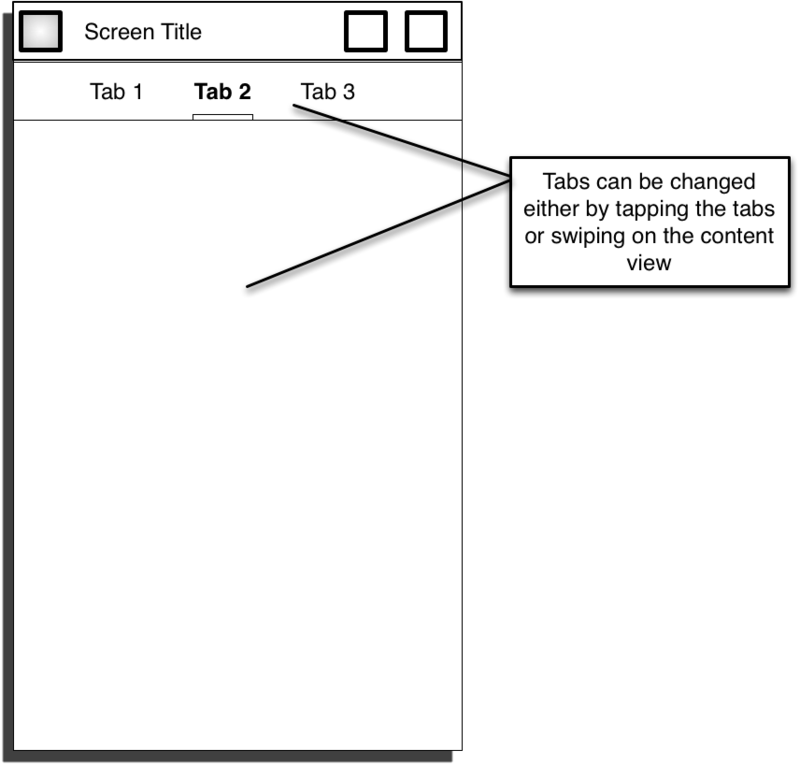 Screen Title
Tab 1 Tab 2 Tab 3
Tabs can be changed
either by tapping the tabs
or swiping on the content
view